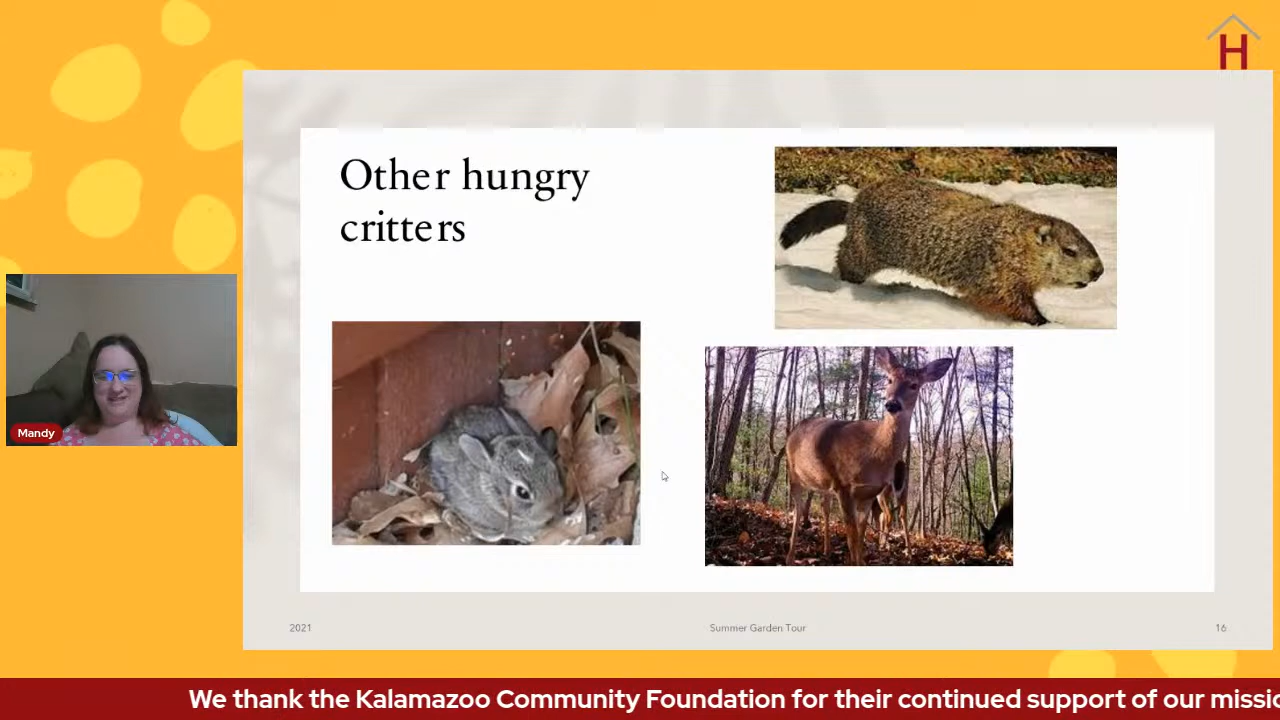 H
Other hungry
critters
Mandy
2021
Summer Garden Tour
16
We thank the Kalamazoo Community Foundation for their continued support of our missi